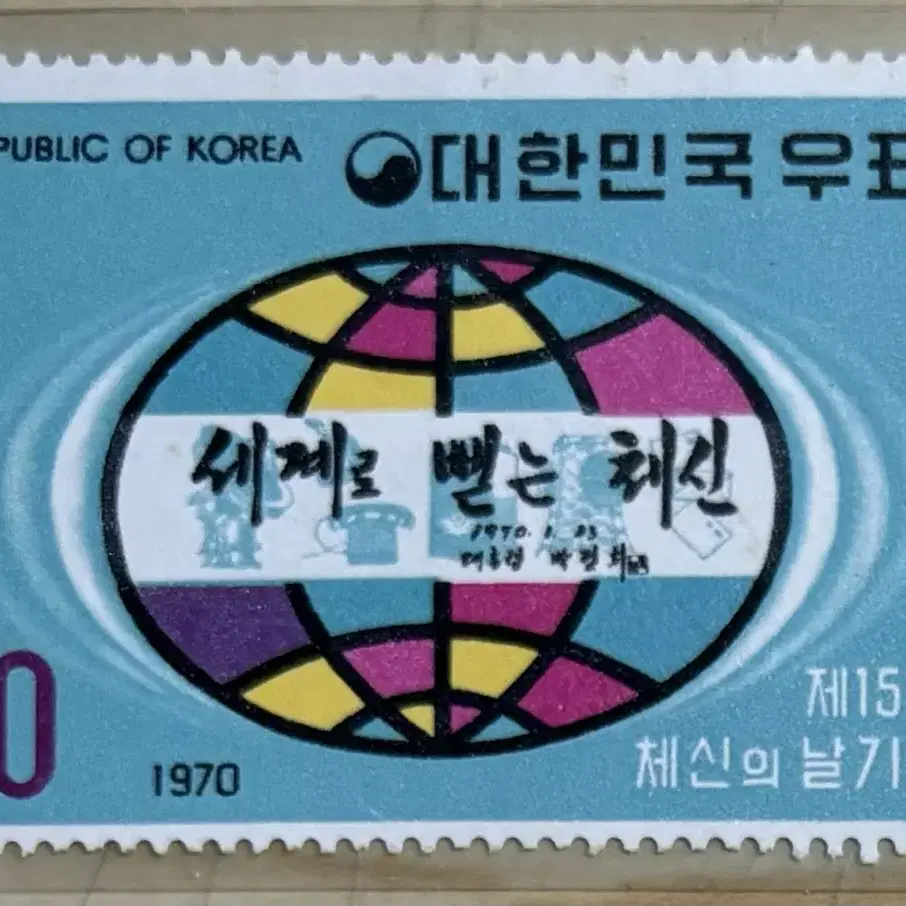 PUBLIC OF KOREA
대한민국우표
세계로 뻗는 체신
1970. 1. 23
대통령 박정희
0
1970
제15
체신의 날기